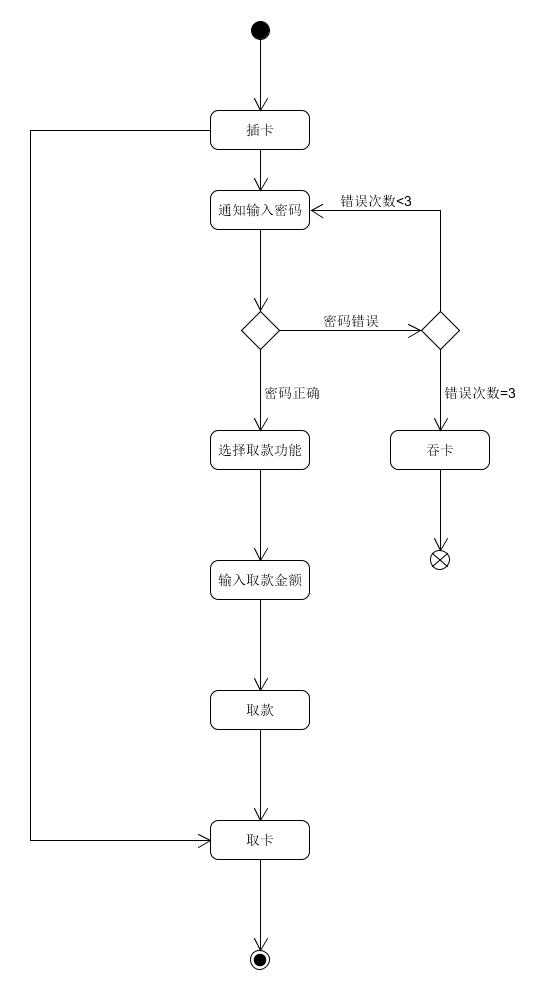 插卡
错误次数<3
通知输入密码
密码错误
密码正确
错误次数=3
选择取款功能
吞卡
输入取款金额
取款
取卡